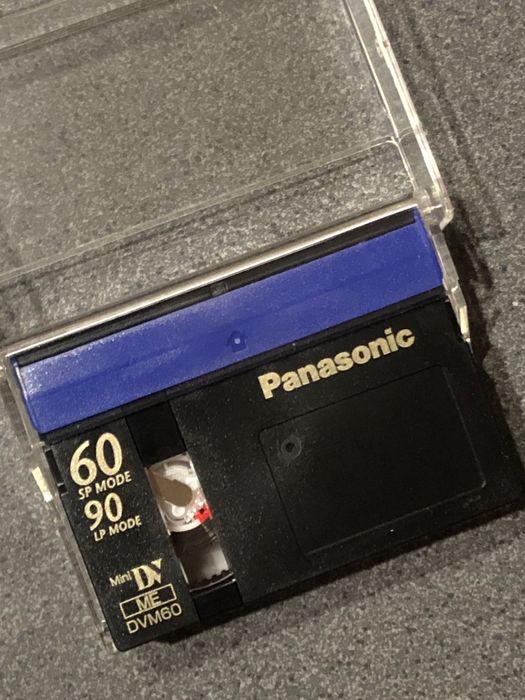 Panasonic
60
SP MODE
90
LP MODE
Mini DV
ME
DVM60